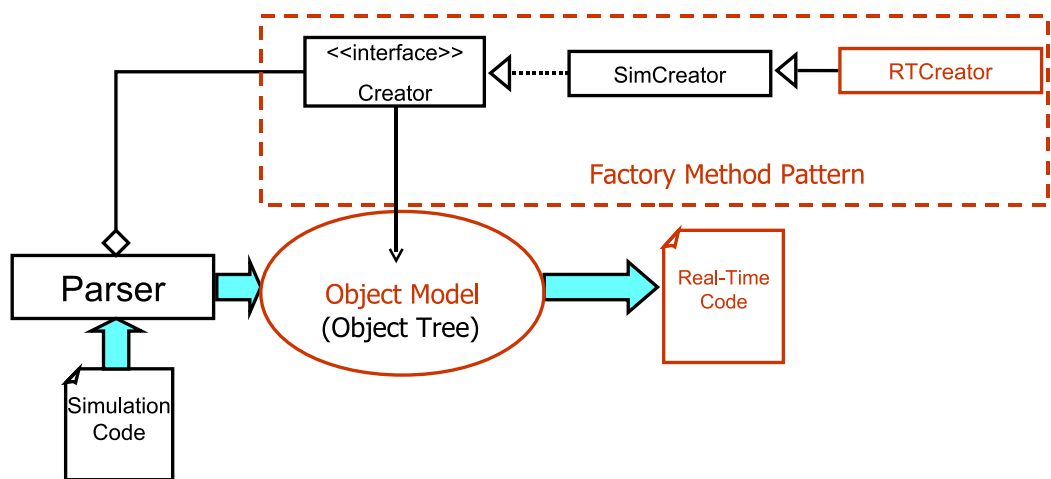 <<interface>>
Creator
SimCreator
RTCreator
Factory Method Pattern
Parser
Object Model
(Object Tree)
Real-Time
Code
Simulation
Code